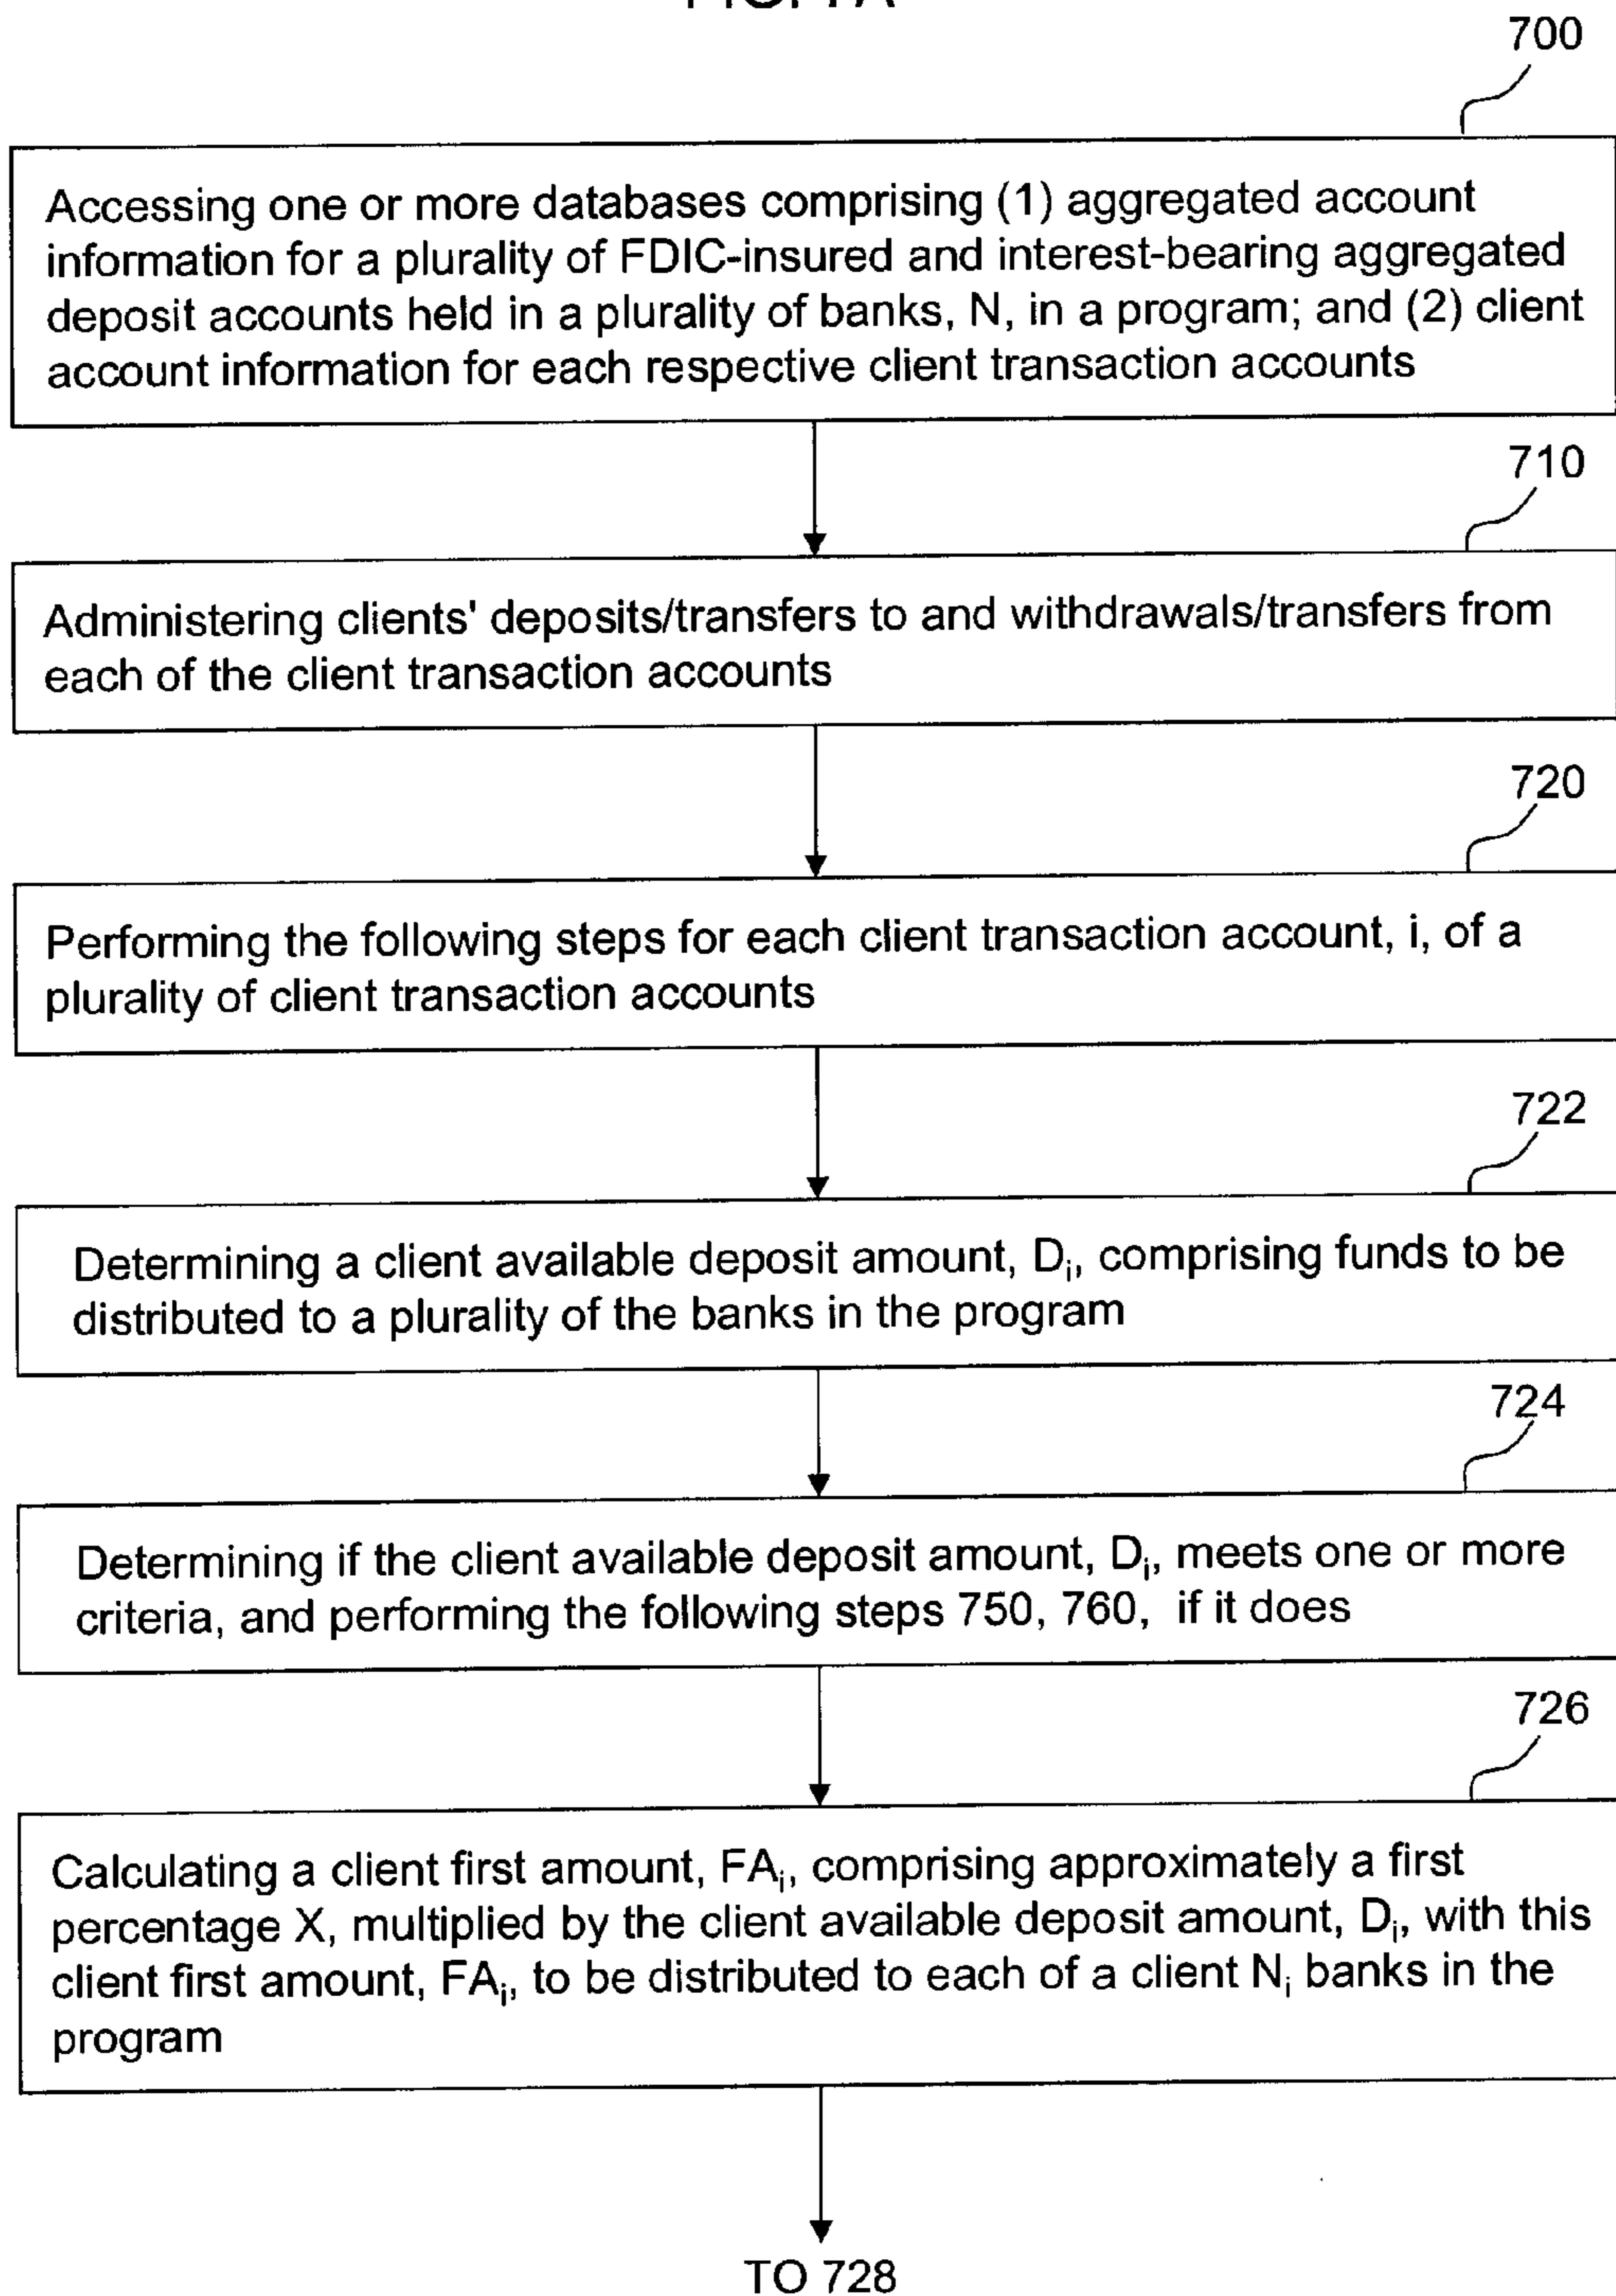 700
Accessing one or more databases comprising (1) aggregated account
information for a plurality of FDIC-insured and interest-bearing aggregated
deposit accounts held in a plurality of banks, N, in a program; and (2) client
account information for each respective client transaction accounts
710
Administering clients' deposits/transfers to and withdrawals/transfers from
each of the client transaction accounts
720
Performing the following steps for each client transaction account, i, of a
plurality of client transaction accounts
722
Determining a client available deposit amount, Di, comprising funds to be
distributed to a plurality of the banks in the program
724
Determining if the client available deposit amount, Di, meets one or more
criteria, and performing the following steps 750, 760, if it does
726
Calculating a client first amount, FAi, comprising approximately a first
percentage X, multiplied by the client available deposit amount, Di, with this
client first amount, FAi, to be distributed to each of a client Ni banks in the
program
TO 728